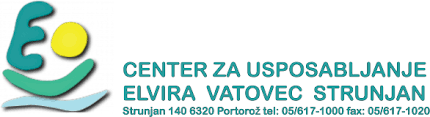 CENTER ZA USPOSABLJANJE
ELVIRA VATOVEC STRUNJAN
Strunjan 140 6320 Portorož tel: 05/617-1000 fax: 05/617-1020